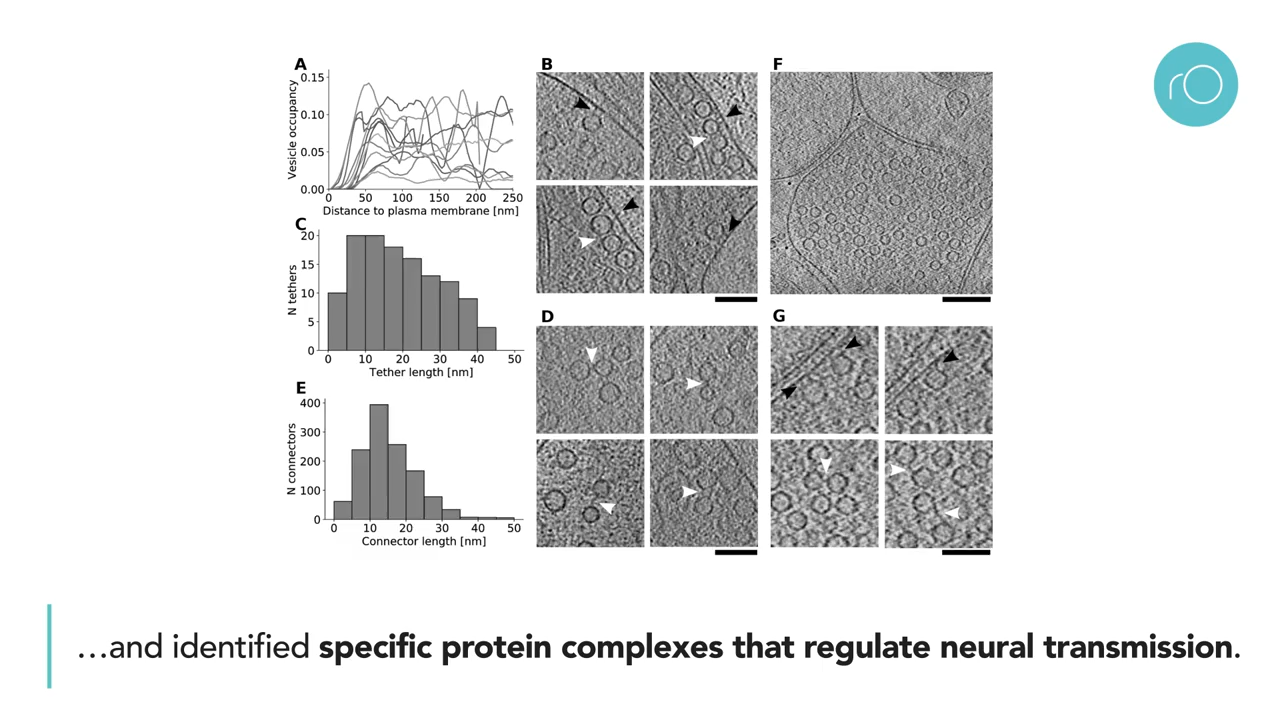 A
Vesicle occupancy
0.15
0.10
0.05
0.00
0 50 100 150 200 250
Distance to plasma membrane [nm]
B
C
N tethers
20
15
10
5
0
0 10 20 30 40 50
Tether length [nm]
D
E
N connectors
400
300
200
100
0
0 10 20 30 40 50
Connector length [nm]
F
G
rO
…and identified specific protein complexes that regulate neural transmission.